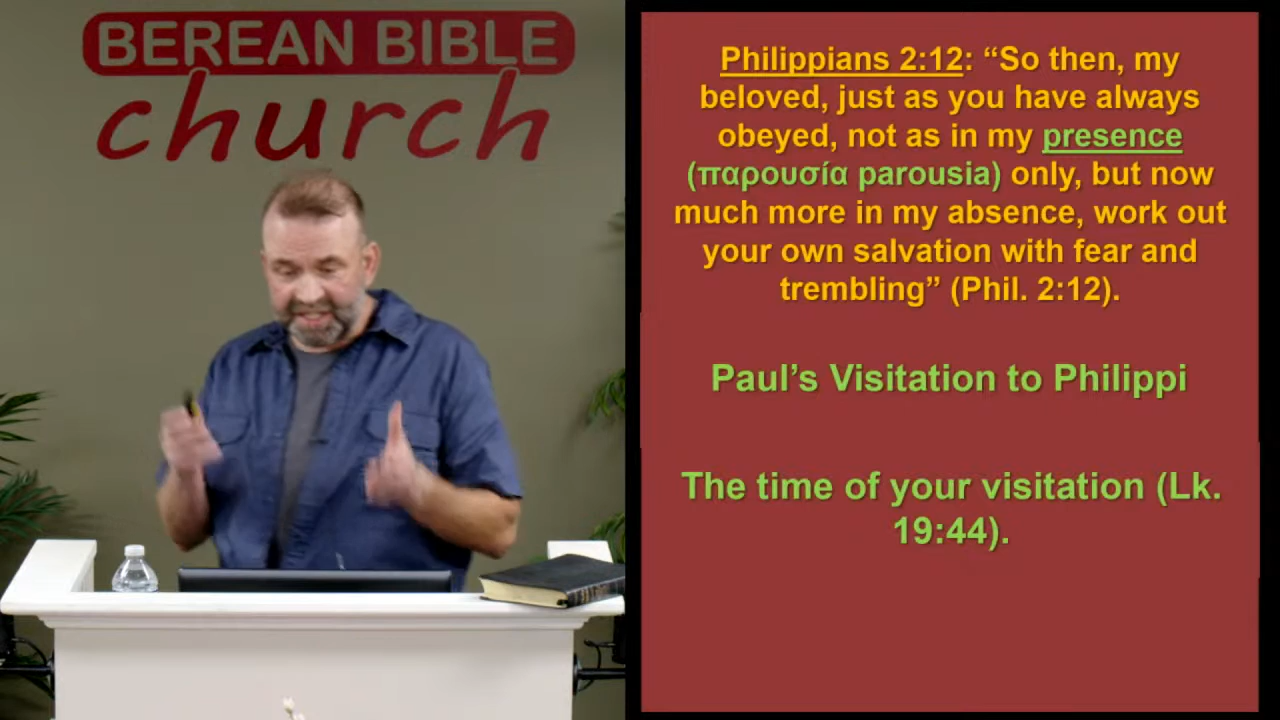 BEREAN BIBLE
church
Philippians 2:12: “So then, my
beloved, just as you have always
obeyed, not as in my presence
(παρουσία parousia) only, but now
much more in my absence, work out
your own salvation with fear and
trembling” (Phil. 2:12).
Paul’s Visitation to Philippi
The time of your visitation (Lk.
19:44).